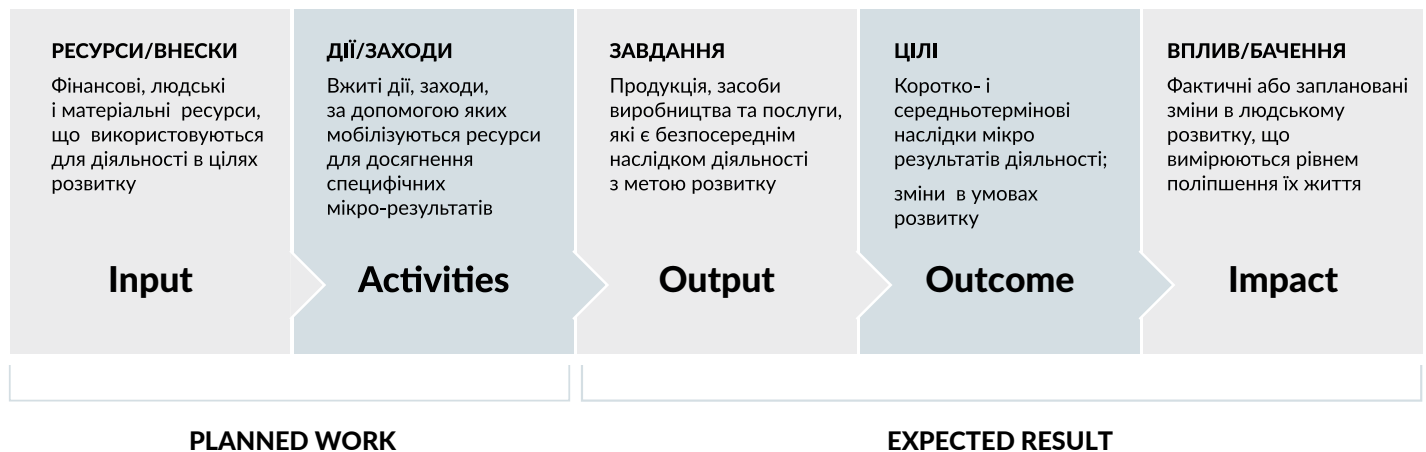 РЕСУРСИ/ВНЕСКИ
Фінансові, людські
і матеріальні ресурси,
що використовуються
для діяльності в цілях
розвитку
Input
ДІЇ/ЗАХОДИ
Вжиті дії, заходи,
за допомогою яких
мобілізуються ресурси
для досягнення
специфічних
мікро-результатів
Activities
ЗАВДАННЯ
Продукція, засоби
виробництва та послуги,
які є безпосереднім
наслідком діяльності
з метою розвитку
Output
ЦІЛІ
Коротко- і
середньотермінові
наслідки мікро
результатів діяльності;
зміни в умовах
розвитку
Outcome
ВПЛИВ/БАЧЕННЯ
Фактичні або заплановані
зміни в людському
розвитку, що
вимірюються рівнем
поліпшення їх життя
Impact
PLANNED WORK
EXPECTED RESULT